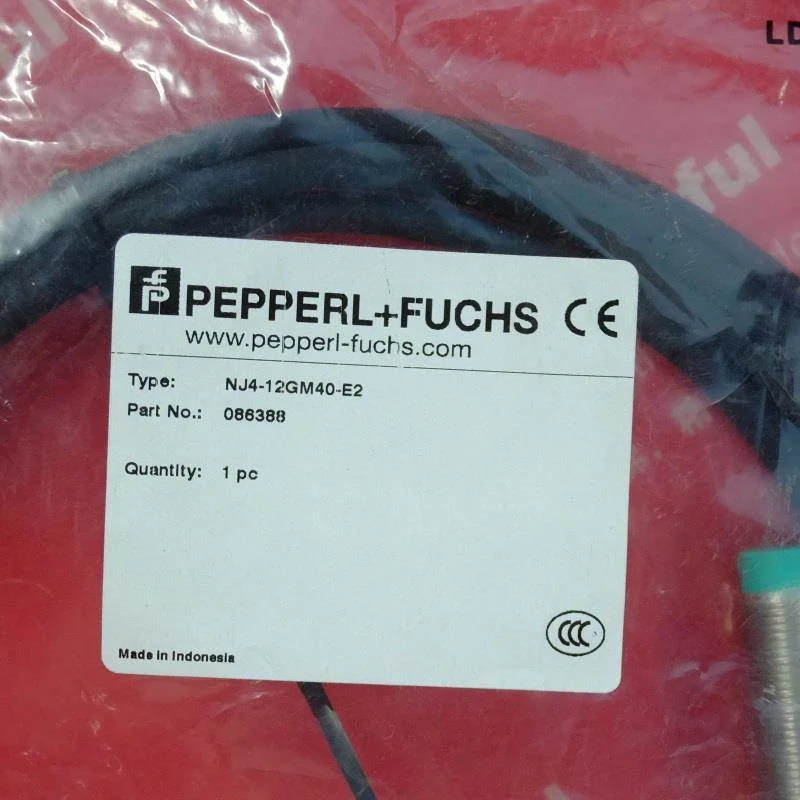 LD
ful
PEPPERL+FUCHS CE
www.pepperl-fuchs.com
Type: NJ4-12GM40-E2
Part No.: 086388
Quantity: 1 pc
CCC
Made in Indonesia